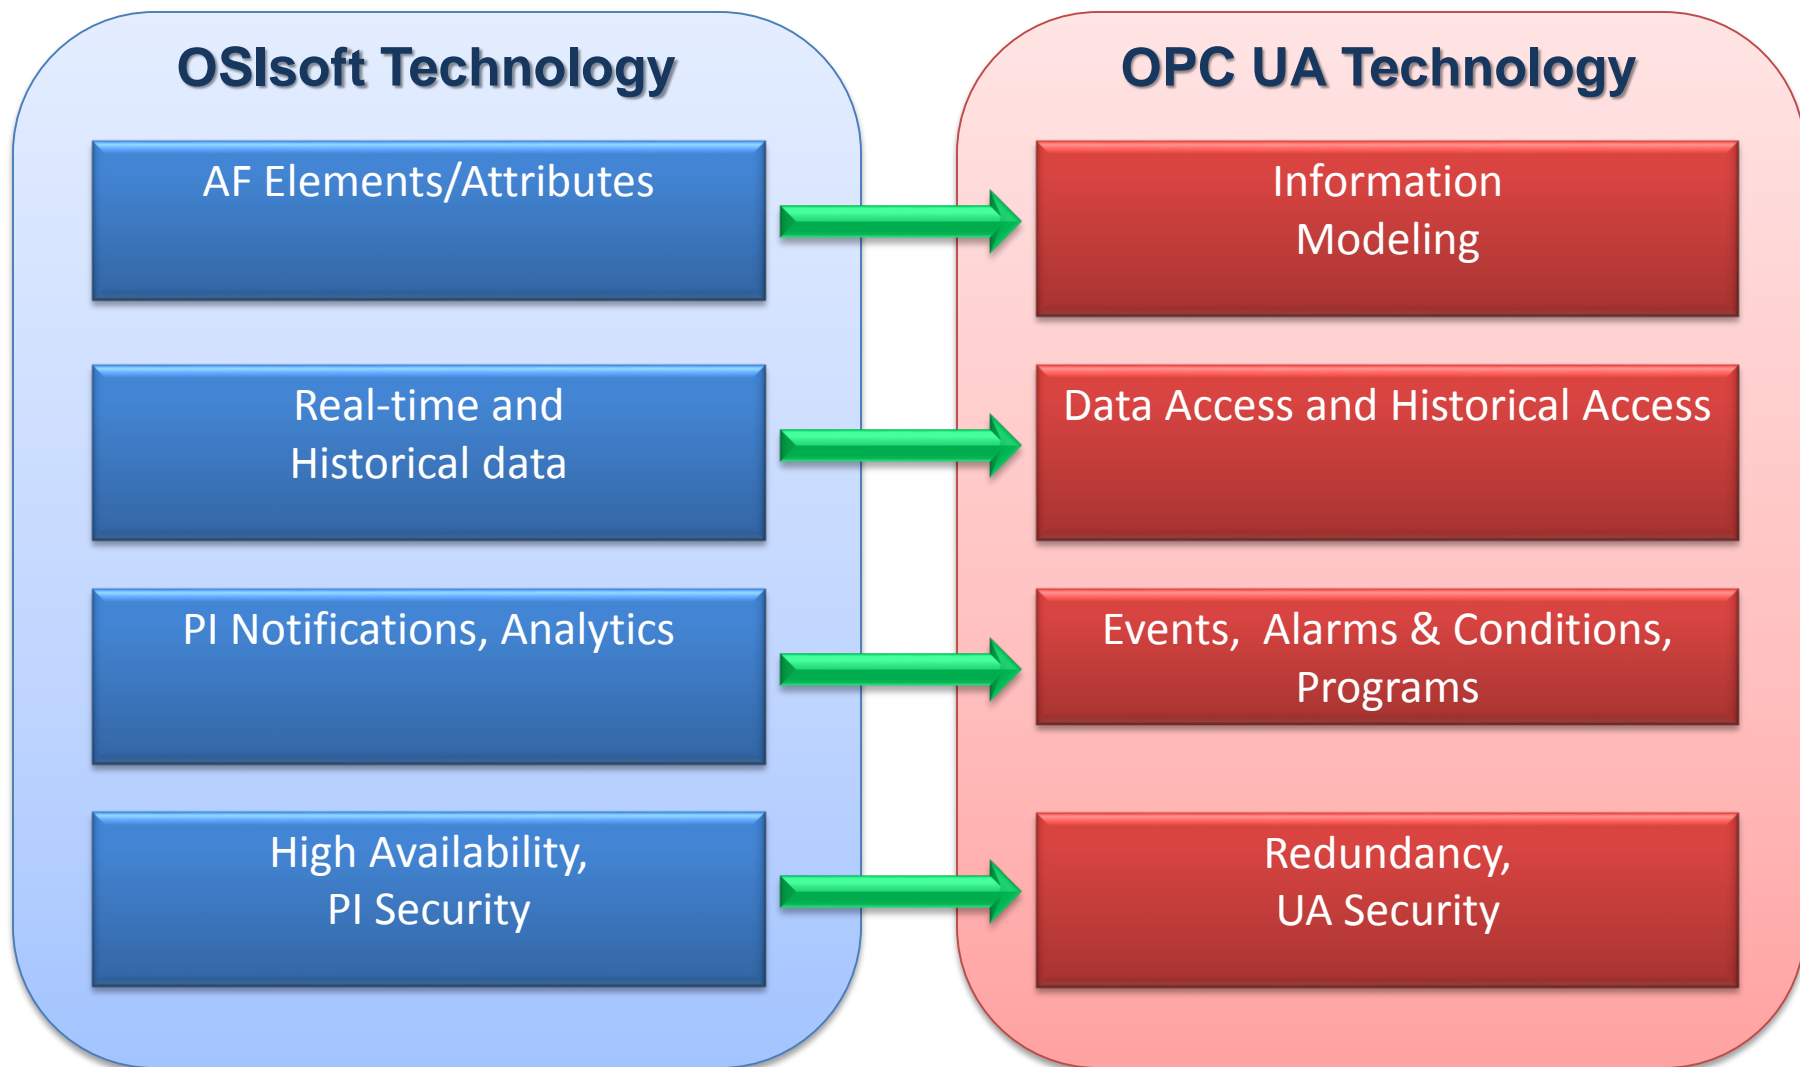 OSIsoft Technology
AF Elements/Attributes
Real-time and
Historical data
PI Notifications, Analytics
High Availability,
PI Security
OPC UA Technology
Information
Modeling
Data Access and Historical Access
Events,  Alarms & Conditions,
Programs
Redundancy,
UA Security